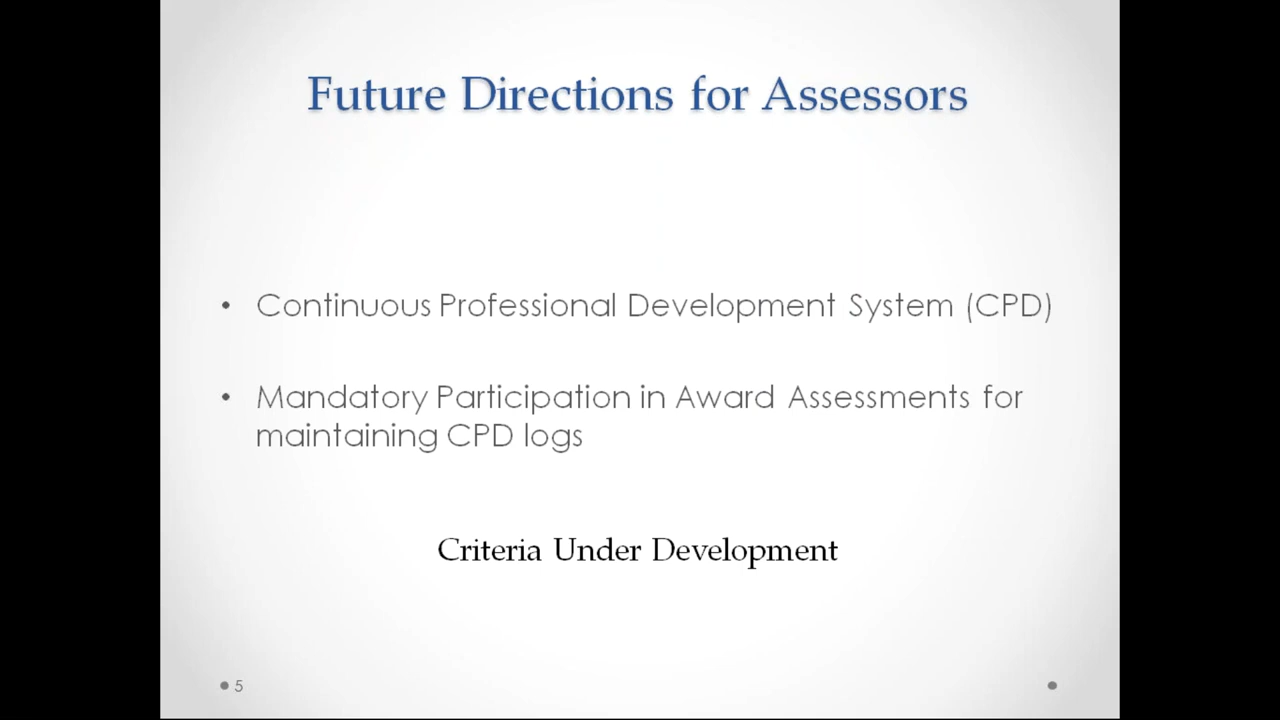 Future Directions for Assessors
• Continuous Professional Development System (CPD)
• Mandatory Participation in Award Assessments for
maintaining CPD logs
Criteria Under Development
5